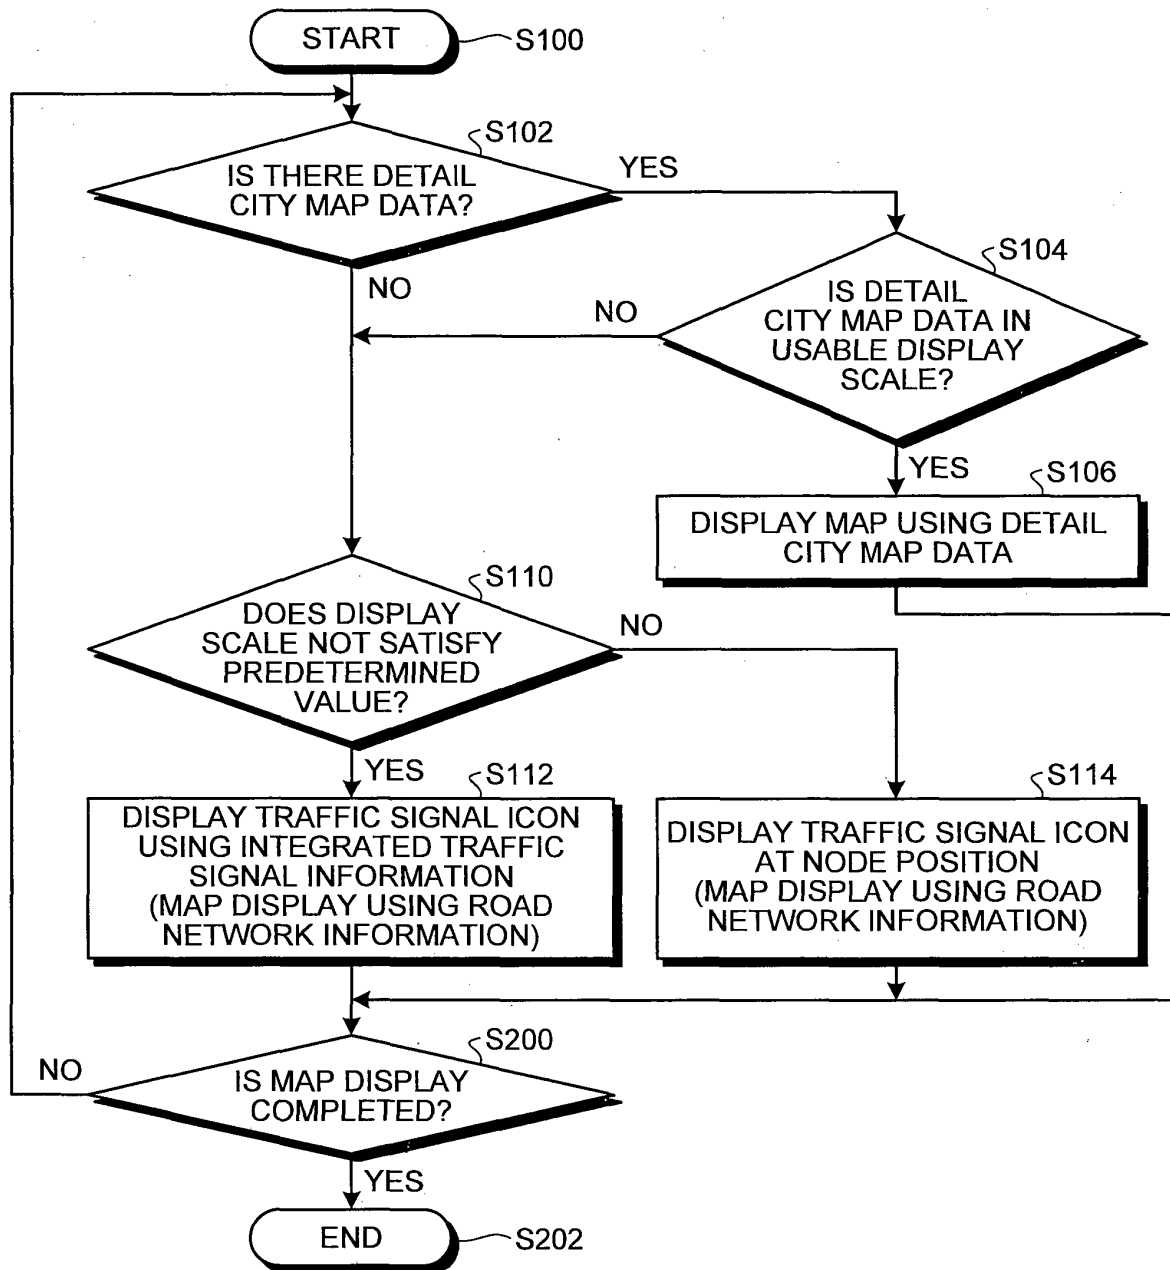 START
S100
S102
IS THERE DETAIL
CITY MAP DATA?
YES
NO
S104
IS DETAIL
CITY MAP DATA IN
USABLE DISPLAY
SCALE?
NO
YES
S106
DISPLAY MAP USING DETAIL
CITY MAP DATA
S110
DOES DISPLAY
SCALE NOT SATISFY
PREDETERMINED
VALUE?
NO
YES
S112
DISPLAY TRAFFIC SIGNAL ICON
USING INTEGRATED TRAFFIC
SIGNAL INFORMATION
(MAP DISPLAY USING ROAD
NETWORK INFORMATION)
S114
DISPLAY TRAFFIC SIGNAL ICON
AT NODE POSITION
(MAP DISPLAY USING ROAD
NETWORK INFORMATION)
S200
NO
IS MAP DISPLAY
COMPLETED?
YES
END
S202